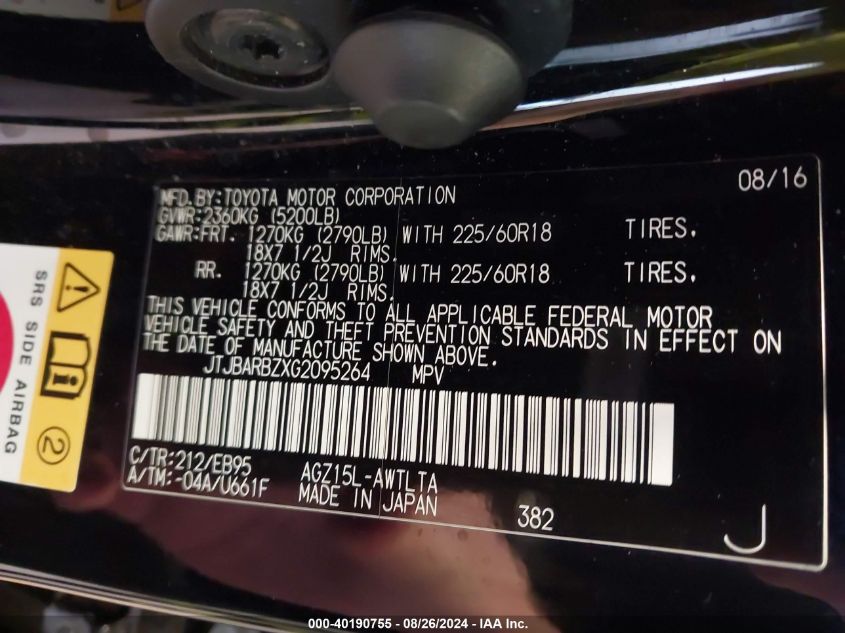 08/16
MFD.BY:TOYOTA MOTOR CORPORATION
GVWR:2360KG (5200LB)
GAWR:FRT. 1270KG (2790LB) WITH 225/60R18 TIRES.
18X7 1/2J RIMS.
RR. 1270KG (2790LB) WITH 225/60R18 TIRES.
18X7 1/2J RIMS.
THIS VEHICLE CONFORMS TO ALL APPLICABLE FEDERAL MOTOR
VEHICLE SAFETY AND THEFT PREVENTION STANDARDS IN EFFECT ON
THE DATE OF MANUFACTURE SHOWN ABOVE.
JTJBARBZXG2095264 MPV
C/TR:212/EB95 AGZ15L-AWTLTA
A/TM:-04A/U661F MADE IN JAPAN
382
J
SRS SIDE AIRBAG
2
000-40190755 - 08/26/2024 - IAA Inc.